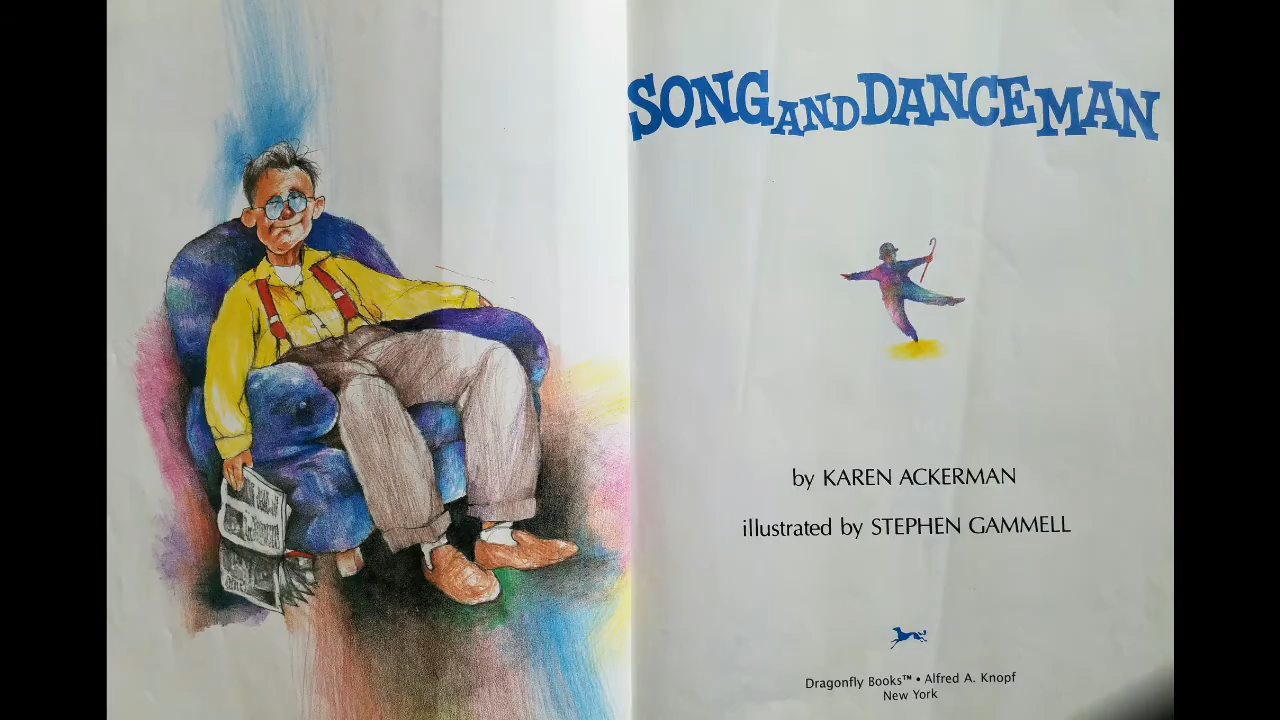 SONG AND DANCE MAN
by KAREN ACKERMAN
illustrated by STEPHEN GAMMELL
Dragonfly Books™ • Alfred A. Knopf
New York